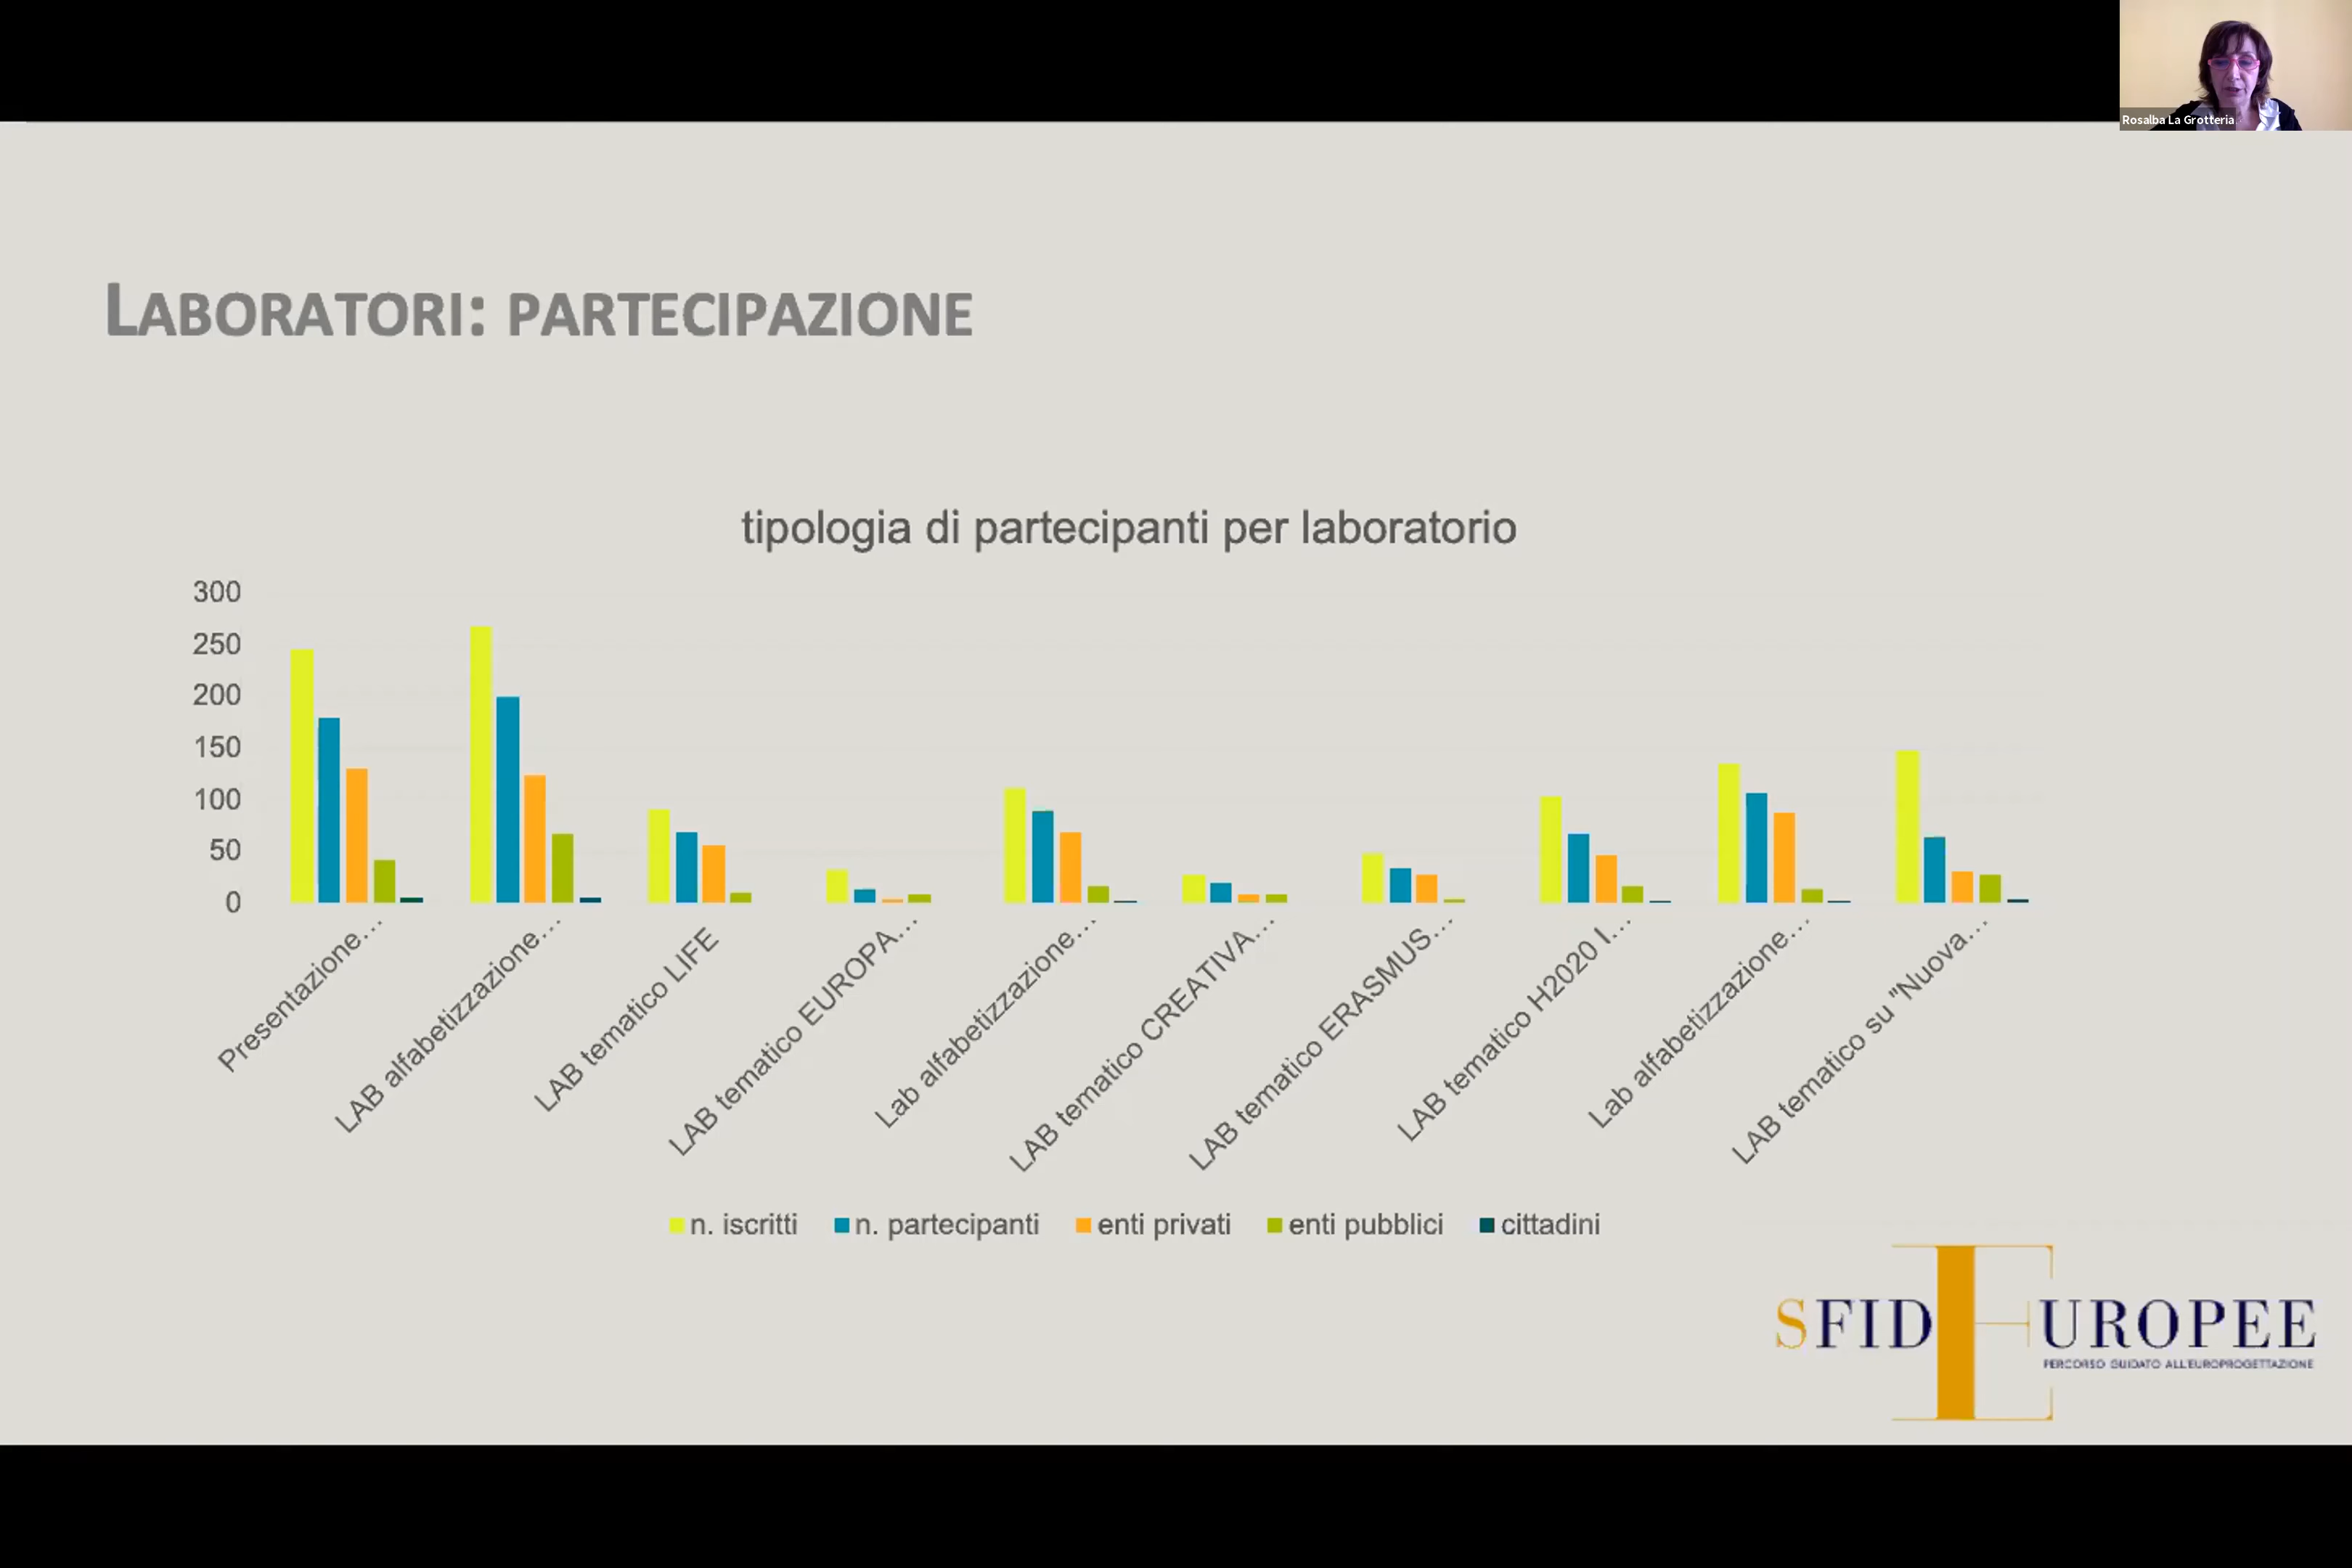 Rosalba La Grotteria
LABORATORI: PARTECIPAZIONE
tipologia di partecipanti per laboratorio
300
250
200
150
100
50
0
Presentazione...
LAB alfabetizzazione...
LAB tematico LIFE
LAB tematico EUROPA...
Lab alfabetizzazione...
LAB tematico CREATIVA...
LAB tematico ERASMUS...
LAB tematico H2020 I...
Lab alfabetizzazione...
LAB tematico su "Nuova...
n. iscritti n. partecipanti enti privati enti pubblici cittadini
SFIDEUROPEE
PERCORSO GUIDATO ALL'EUROPROGETTAZIONE